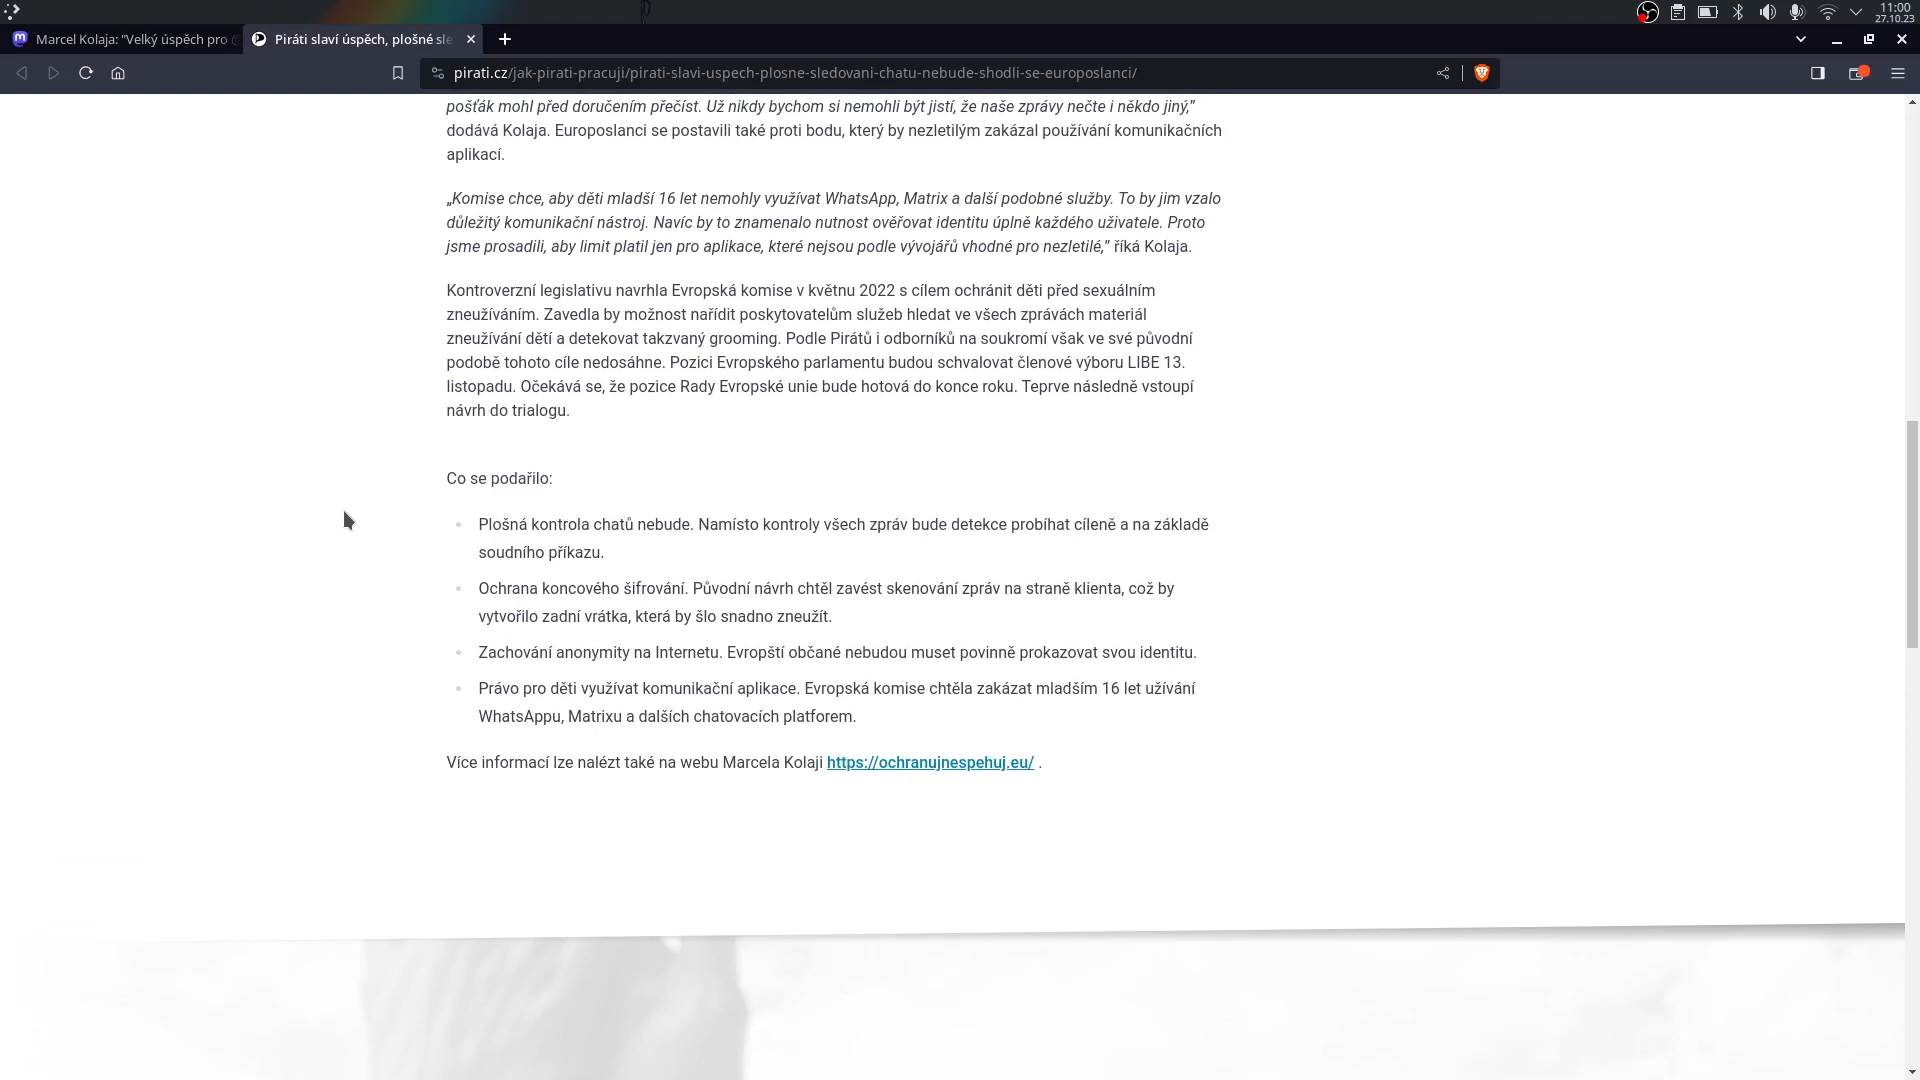 11:00
27.10.23
Marcel Kolaja: "Velký úspěch pro
Piráti slaví úspěch, plošné sle
pirati.cz/jak-pirati-pracuji/pirati-slavi-uspech-plosne-sledovani-chatu-nebude-shodli-se-europoslanci/
pošťák mohl před doručením přečíst. Už nikdy bychom si nemohli být jistí, že naše zprávy nečte i někdo jiný,”
dodává Kolaja. Europoslanci se postavili také proti bodu, který by nezletilým zakázal používání komunikačních
aplikací.
„Komise chce, aby děti mladší 16 let nemohly využívat WhatsApp, Matrix a další podobné služby. To by jim vzalo
důležitý komunikační nástroj. Navíc by to znamenalo nutnost ověřovat identitu úplně každého uživatele. Proto
jsme prosadili, aby limit platil jen pro aplikace, které nejsou podle vývojářů vhodné pro nezletilé,” říká Kolaja.
Kontroverzní legislativu navrhla Evropská komise v květnu 2022 s cílem ochránit děti před sexuálním
zneužíváním. Zavedla by možnost nařídit poskytovatelům služeb hledat ve všech zprávách materiál
zneužívání dětí a detekovat takzvaný grooming. Podle Pirátů i odborníků na soukromí však ve své původní
podobě tohoto cíle nedosáhne. Pozici Evropského parlamentu budou schvalovat členové výboru LIBE 13.
listopadu. Očekává se, že pozice Rady Evropské unie bude hotová do konce roku. Teprve následně vstoupí
návrh do trialogu.
Co se podařilo:
Plošná kontrola chatů nebude. Namísto kontroly všech zpráv bude detekce probíhat cíleně a na základě
soudního příkazu.
Ochrana koncového šifrování. Původní návrh chtěl zavést skenování zpráv na straně klienta, což by
vytvořilo zadní vrátka, která by šlo snadno zneužít.
Zachování anonymity na Internetu. Evropští občané nebudou muset povinně prokazovat svou identitu.
Právo pro děti využívat komunikační aplikace. Evropská komise chtěla zakázat mladším 16 let užívání
WhatsAppu, Matrixu a dalších chatovacích platforem.
Více informací lze nalézt také na webu Marcela Kolaji https://ochranujnespehuj.eu/ .